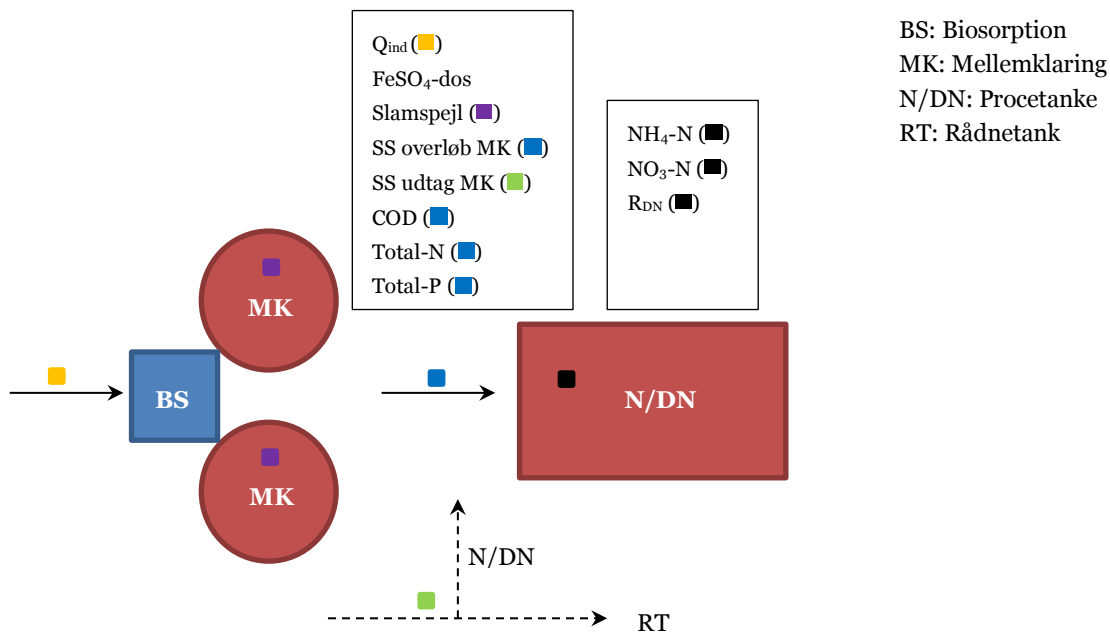 Qind (■)
FeSO₄-dos
Slamspejl (■)
SS overløb MK (■)
SS udtag MK (■)
COD (■)
Total-N (■)
Total-P (■)
NH₄-N (■)
NO₃-N (■)
R_DN (■)
BS: Biosorption
MK: Mellemklaring
N/DN: Procetanke
RT: Rådnetank
MK
BS
N/DN
MK
N/DN
RT